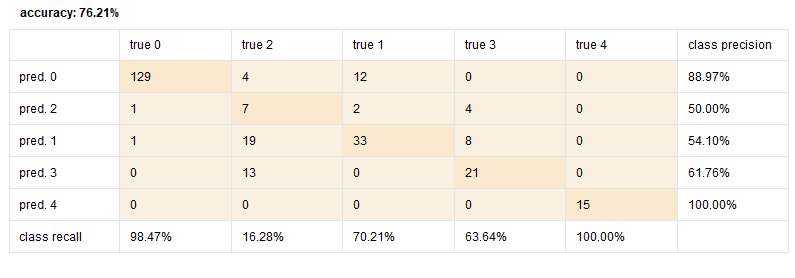 accuracy: 76.21%
true 0 true 2 true 1 true 3 true 4 class precision
pred. 0 129 4 12 0 0 88.97%
pred. 2 1 7 2 4 0 50.00%
pred. 1 1 19 33 8 0 54.10%
pred. 3 0 13 0 21 0 61.76%
pred. 4 0 0 0 0 15 100.00%
class recall 98.47% 16.28% 70.21% 63.64% 100.00%